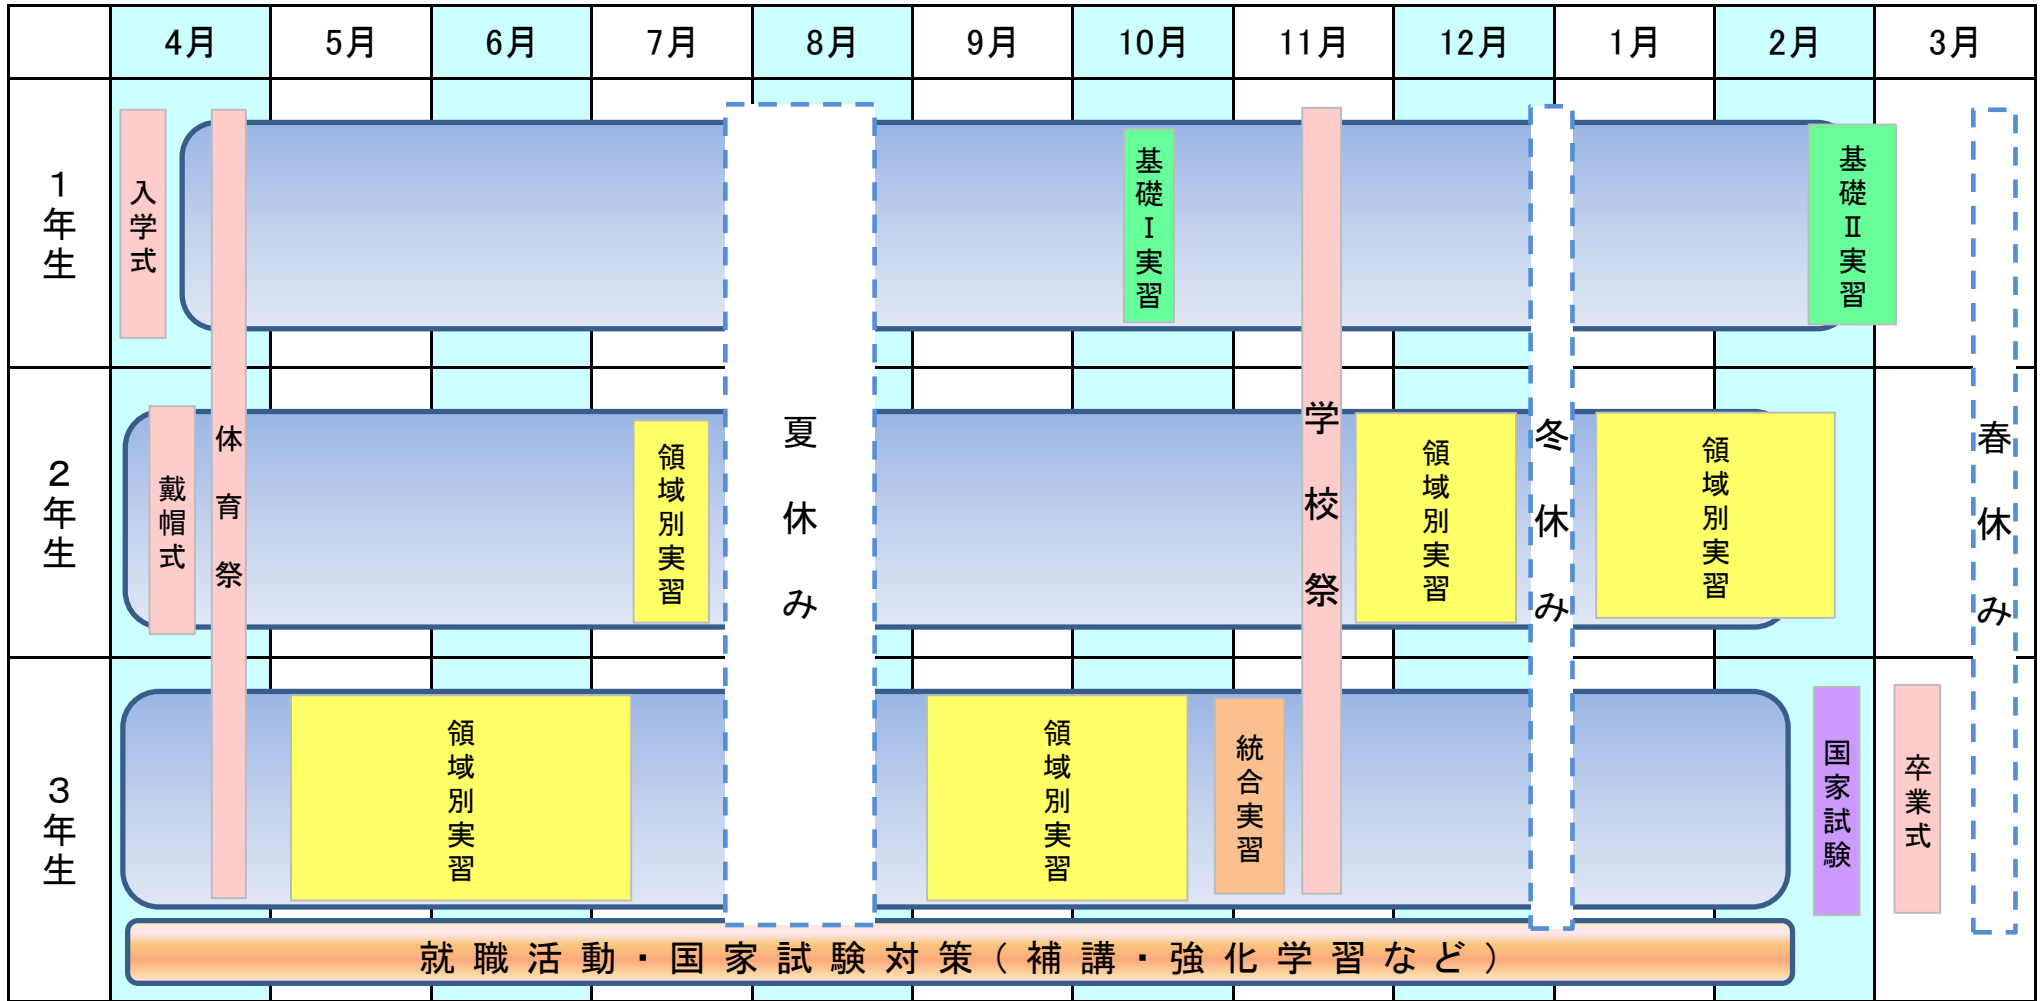 4月 5月 6月 7月 8月 9月 10月 11月 12月 1月 2月 3月
1年生
入学式
基礎Ⅰ実習
基礎Ⅱ実習
2年生
戴帽式
体育祭
領域別実習
夏休み
学校祭
領域別実習
冬休み
領域別実習
春休み
3年生
領域別実習
領域別実習
統合実習
国家試験
卒業式
就職活動・国家試験対策(補講・強化学習など)